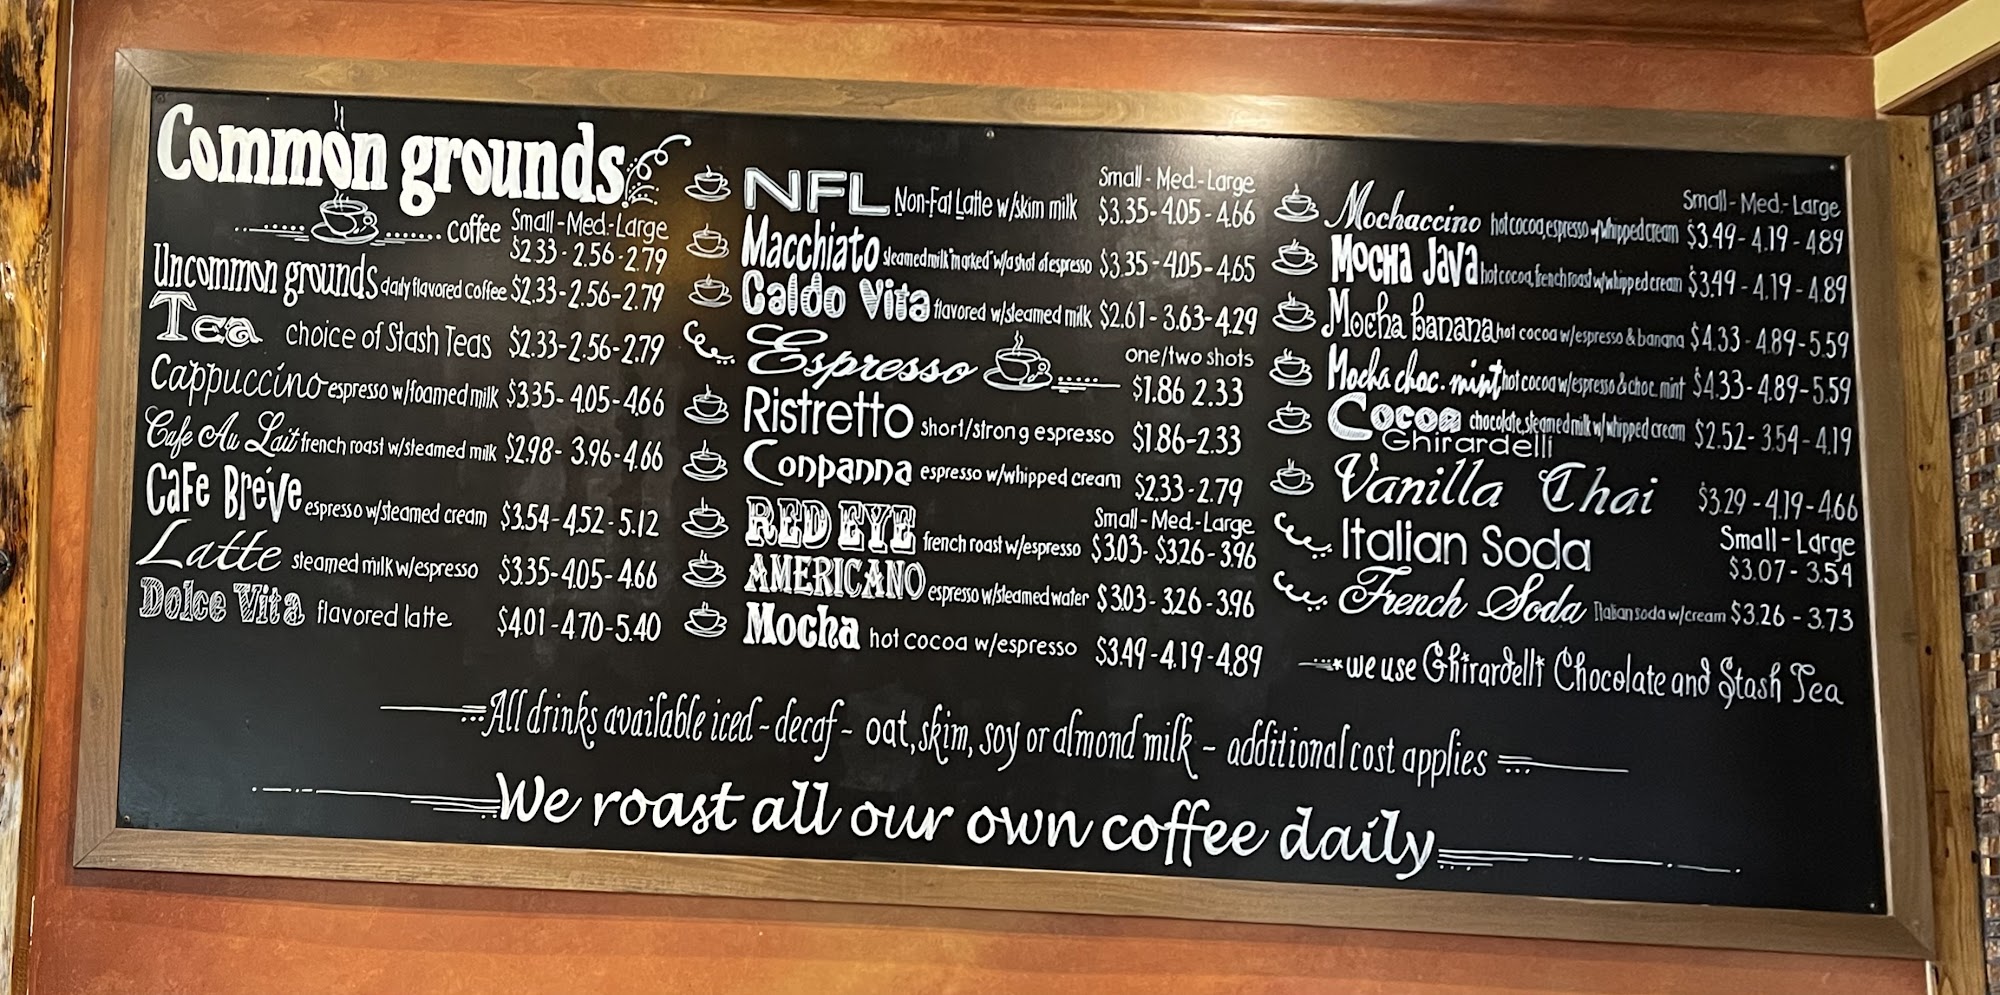 Common grounds
coffee Small - Med. - Large
$2.33 - 2.56 - 2.79
Uncommon grounds daily flavored coffee $2.33 - 2.56 - 2.79
Tea choice of Stash Teas $2.33 - 2.56 - 2.79
Cappuccino espresso w/foamed milk $3.35 - 4.05 - 4.66
Cafe Au Lait french roast w/steamed milk $2.98 - 3.96 - 4.66
Cafe Bréve espresso w/steamed cream $3.54 - 4.52 - 5.12
Latte steamed milk w/espresso $3.35 - 4.05 - 4.66
Dolce Vita flavored latte $4.01 - 4.70 - 5.40
Small - Med. - Large
NFL Non-Fat Latte w/skim milk $3.35 - 4.05 - 4.66
Macchiato steamed milk "marked" w/a shot of espresso $3.35 - 4.05 - 4.65
Caldo Vita flavored w/steamed milk $2.61 - 3.63 - 4.29
Espresso one/two shots
$1.86 2.33
Ristretto short/strong espresso $1.86 - 2.33
Conpanna espresso w/whipped cream $2.33 - 2.79
Small - Med. - Large
RED EYE french roast w/espresso $3.03 - $3.26 - 3.96
AMERICANO espresso w/steamed water $3.03 - 3.26 - 3.96
Mocha hot cocoa w/espresso $3.49 - 4.19 - 4.89
Small - Med. - Large
Mochaccino hot cocoa, espresso w/whipped cream $3.49 - 4.19 - 4.89
Mocha Java hot cocoa, french roast w/whipped cream $3.49 - 4.19 - 4.89
Mocha banana hot cocoa w/espresso & banana $4.33 - 4.89 - 5.59
Mocha choc. mint hot cocoa w/espresso & choc. mint $4.33 - 4.89 - 5.59
Cocoa chocolate, steamed milk w/ whipped cream $2.52 - 3.54 - 4.19
Ghirardelli
Vanilla Chai $3.29 - 4.19 - 4.66
Small - Large
Italian Soda $3.07 - 3.54
French Soda Italian soda w/cream $3.26 - 3.73
*we use Ghirardelli Chocolate and Stash Tea
All drinks available iced - decaf - oat, skim, soy or almond milk - additional cost applies
We roast all our own coffee daily